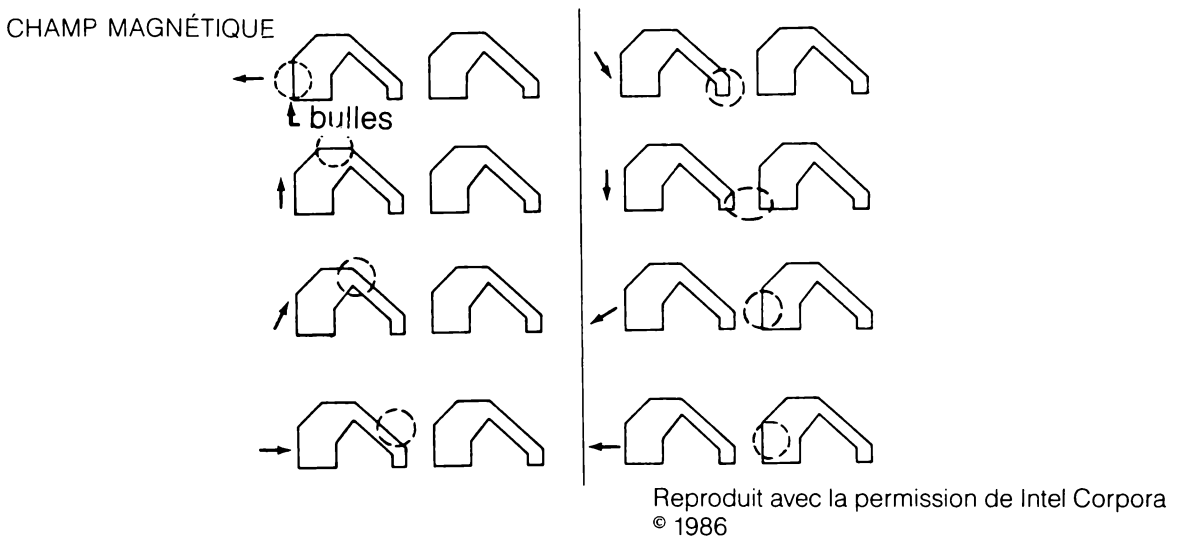 CHAMP MAGNÉTIQUE
bulles
Reproduit avec la permission de Intel Corpora
© 1986